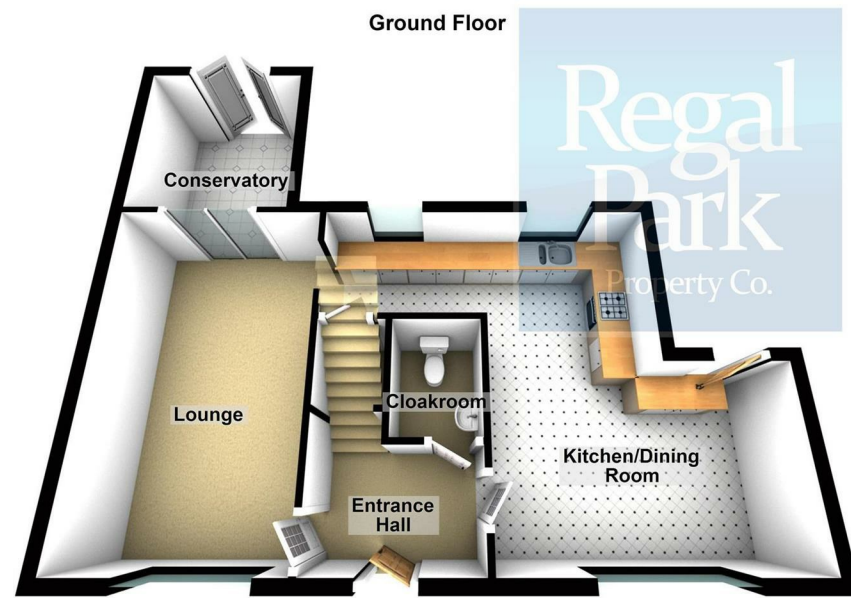 Ground Floor
Regal
Park
Property Co.
Conservatory
Lounge
Cloakroom
Kitchen/Dining
Room
Entrance
Hall